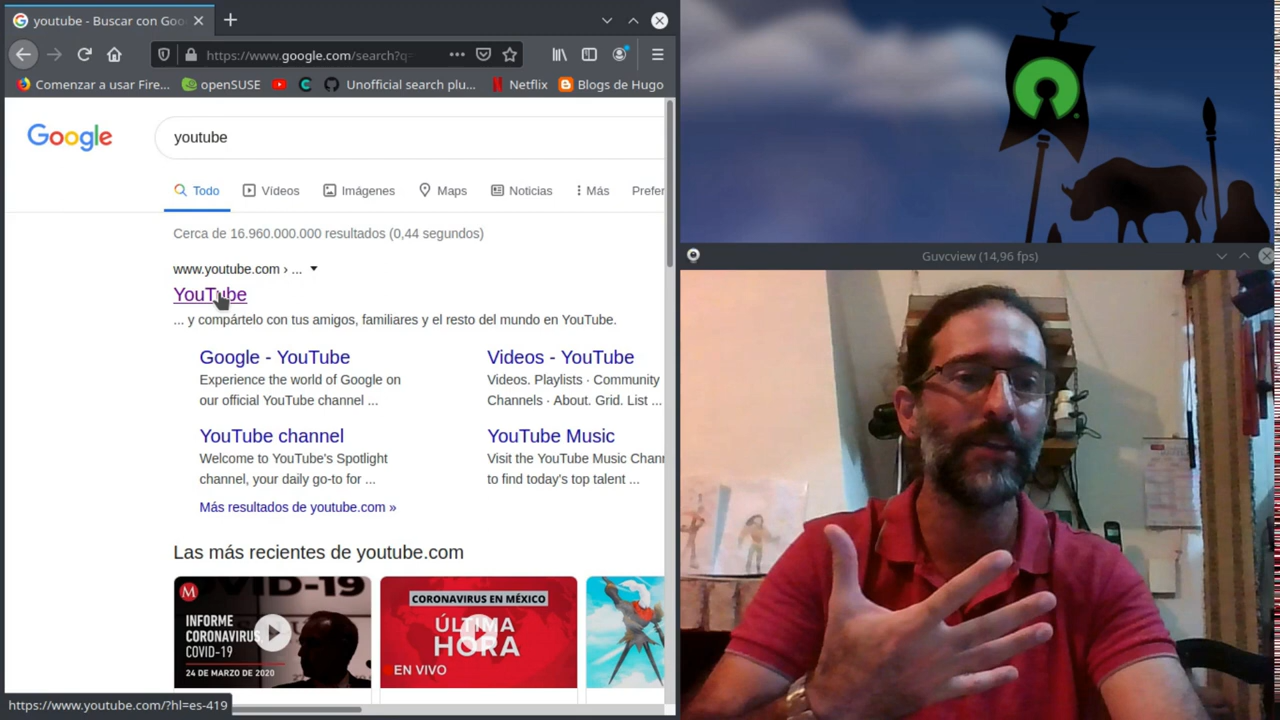 youtube - Buscar con Goo
https://www.google.com/search?q=
Comenzar a usar Fire...
openSUSE
Unofficial search plu...
Netflix
Blogs de Hugo
Google
youtube
Todo
Vídeos
Imágenes
Maps
Noticias
Más
Prefer
Cerca de 16.960.000.000 resultados (0,44 segundos)
www.youtube.com › ...
YouTube
... y compártelo con tus amigos, familiares y el resto del mundo en YouTube.
Google - YouTube
Experience the world of Google on
our official YouTube channel ...
Videos - YouTube
Videos. Playlists · Community
Channels · About. Grid. List ...
YouTube channel
Welcome to YouTube's Spotlight
channel, your daily go-to for ...
YouTube Music
Visit the YouTube Music Chann
to find today's top talent ...
Más resultados de youtube.com »
Las más recientes de youtube.com
M
OVID-19
INFORME
CORONAVIRUS
COVID-19
24 DE MARZO DE 2020
CORONAVIRUS EN MÉXICO
ÚLTIMA
HORA
EN VIVO
https://www.youtube.com/?hl=es-419
Guvcview (14,96 fps)